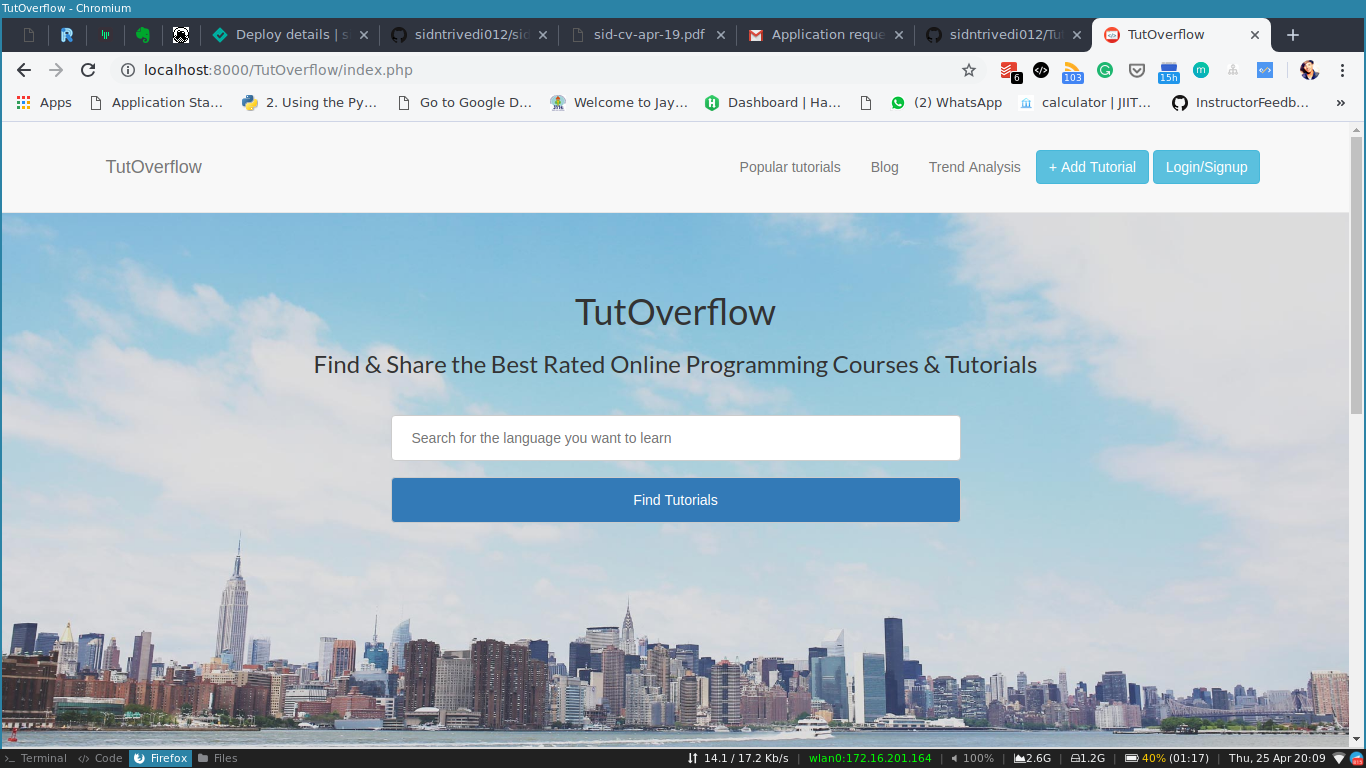 TutOverflow - Chromium
Deploy details | s
sidntrivedi012/sid
sid-cv-apr-19.pdf
Application reque
sidntrivedi012/Tut
TutOverflow
localhost:8000/TutOverflow/index.php
6
103
15h
Apps
Application Sta...
2. Using the Py...
Go to Google D...
Welcome to Jay...
Dashboard | Ha...
(2) WhatsApp
calculator | JIIT...
InstructorFeedb...
»
TutOverflow
Popular tutorials
Blog
Trend Analysis
+ Add Tutorial
Login/Signup
TutOverflow
Find & Share the Best Rated Online Programming Courses & Tutorials
Search for the language you want to learn
Find Tutorials
Terminal
Code
Firefox
Files
14.1 / 17.2 Kb/s | wlan0:172.16.201.164 | 100% | 2.6G | 1.2G | 40% (01:17) | Thu, 25 Apr 20:09